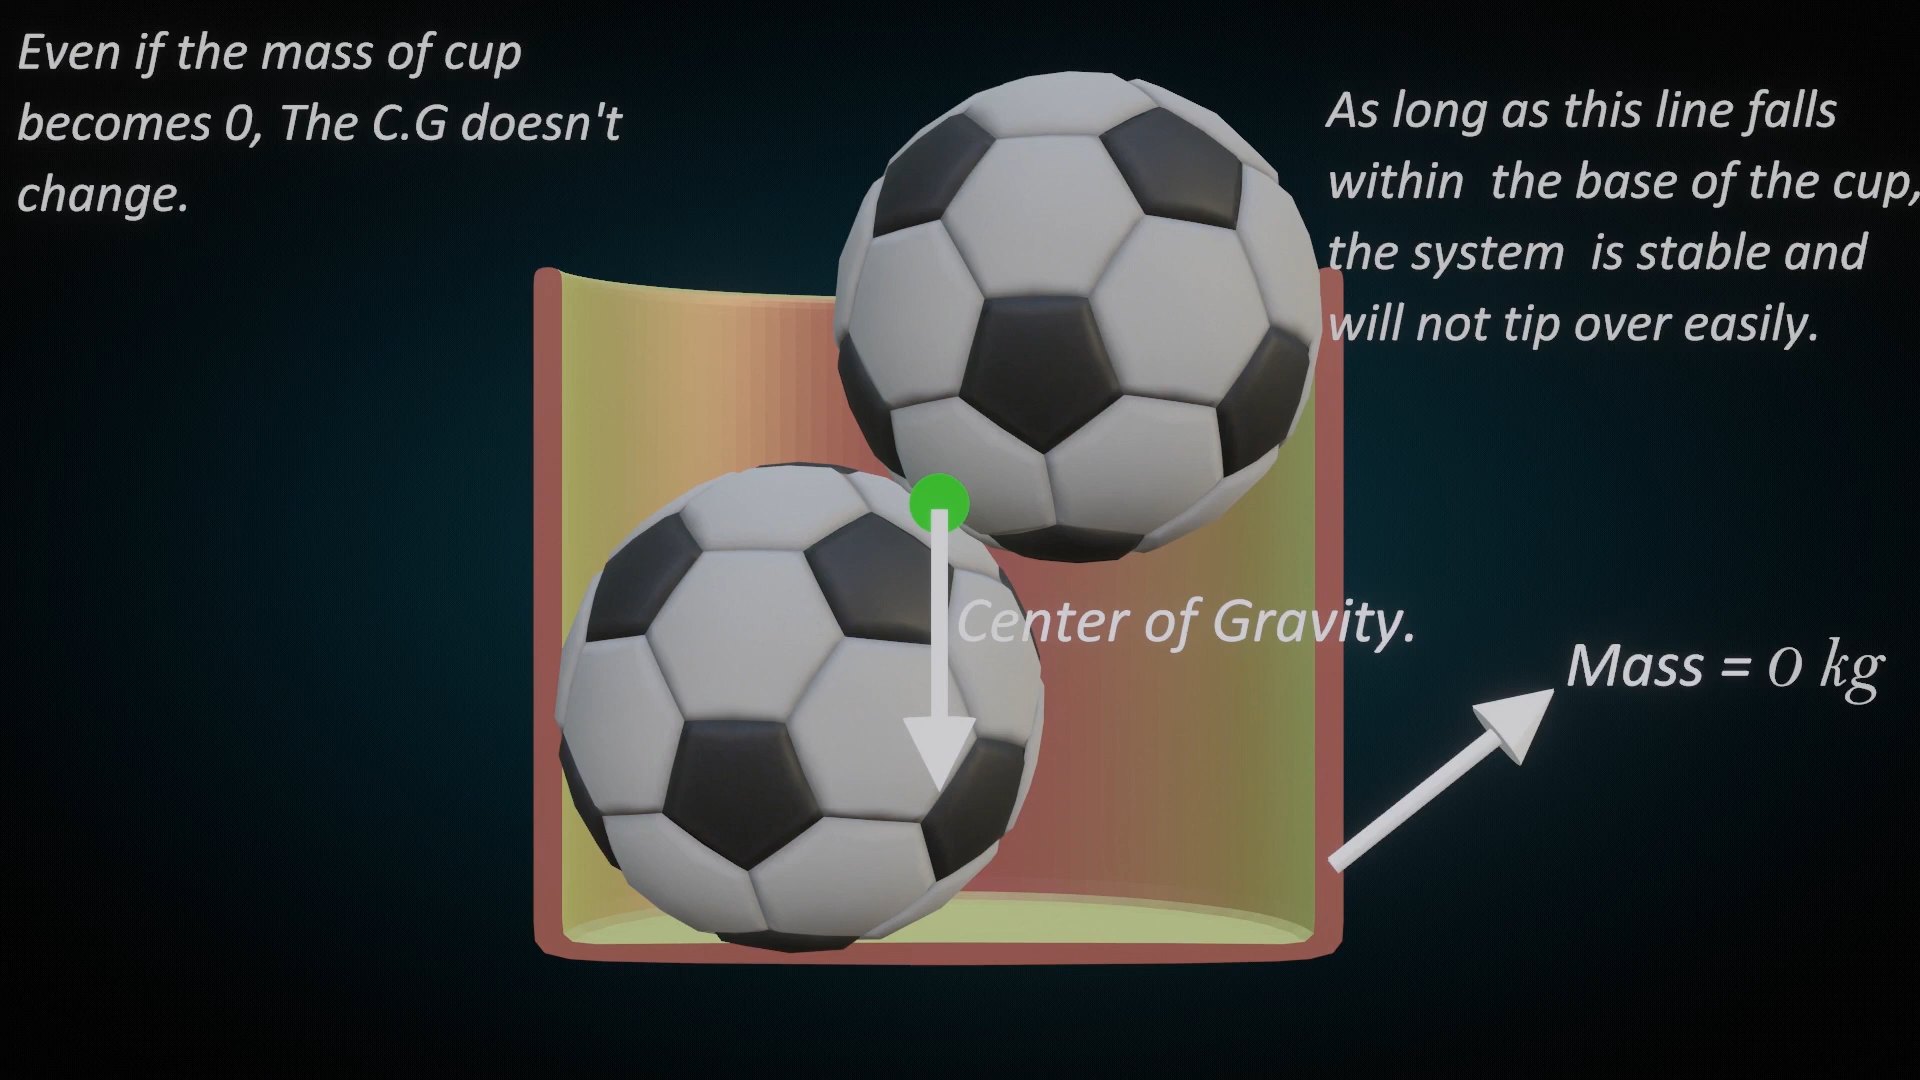 Even if the mass of cup
becomes 0, The C.G doesn't
change.
As long as this line falls
within the base of the cup,
the system is stable and
will not tip over easily.
Center of Gravity.
Mass = 0 kg